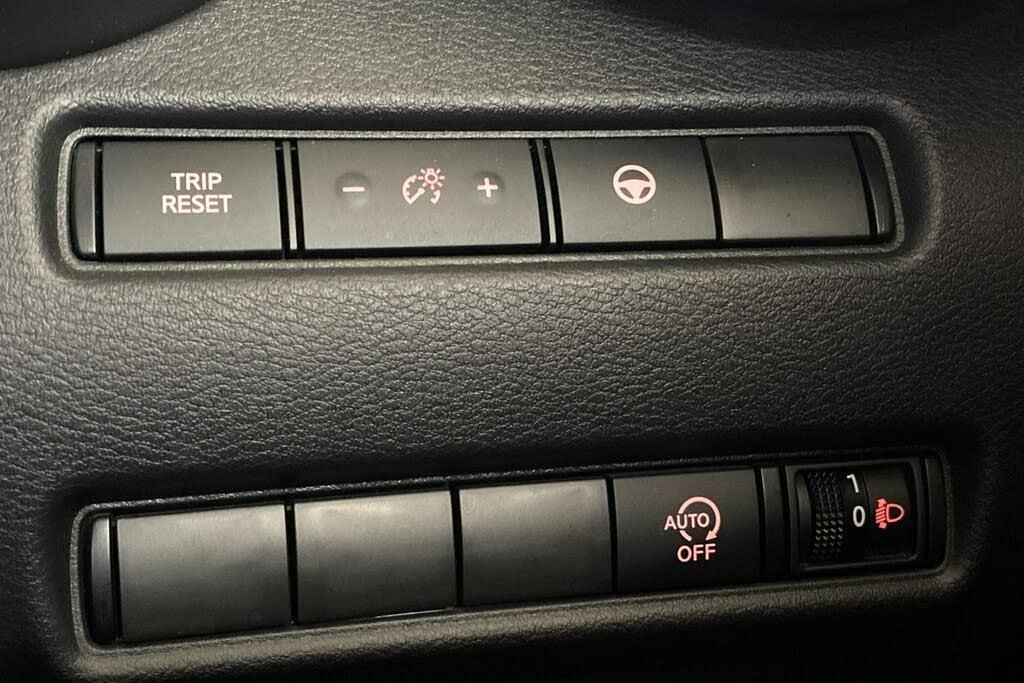 TRIP
RESET
- +
AUTO
OFF
1
0